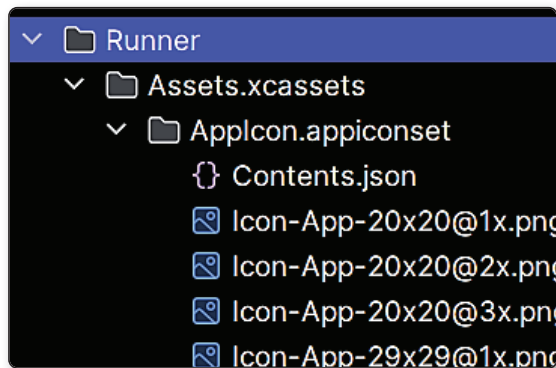 Runner
Assets.xcassets
AppIcon.appiconset
{} Contents.json
Icon-App-20x20@1x.png
Icon-App-20x20@2x.png
Icon-App-20x20@3x.png
Icon-App-29x29@1x.png